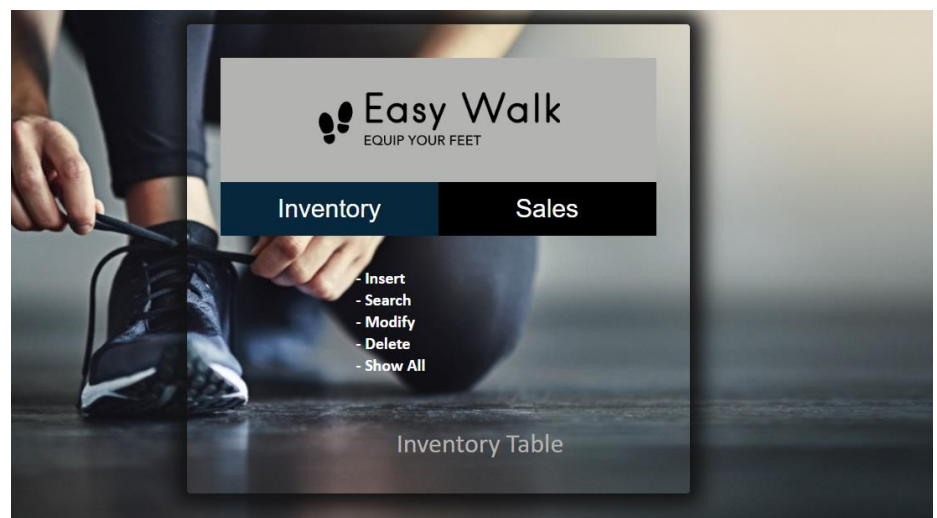 Easy Walk
EQUIP YOUR FEET
Inventory Sales
- Insert
- Search
- Modify
- Delete
- Show All
Inventory Table